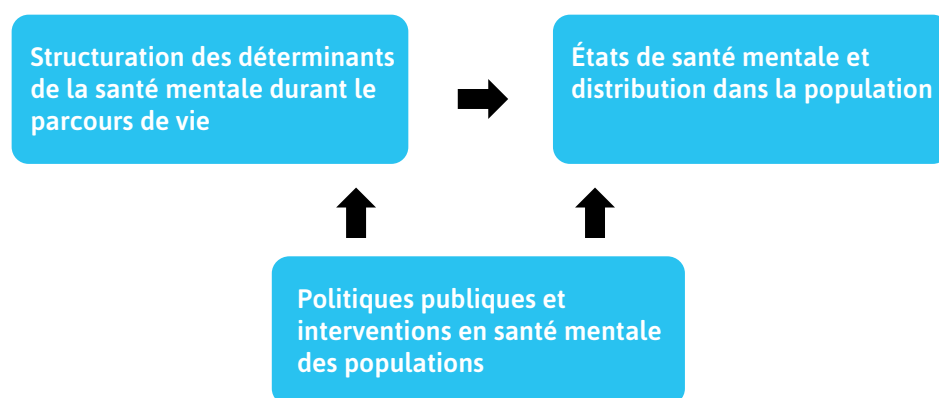 Structuration des déterminants
de la santé mentale durant le
parcours de vie
États de santé mentale et
distribution dans la population
Politiques publiques et
interventions en santé mentale
des populations